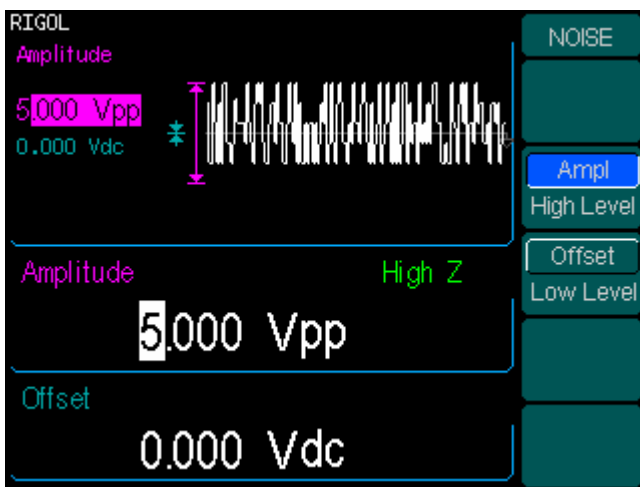 RIGOL
Amplitude
5.000 Vpp
0.000 Vdc
NOISE
Ampl
High Level
Offset
Low Level
Amplitude High Z
5.000 Vpp
Offset
0.000 Vdc